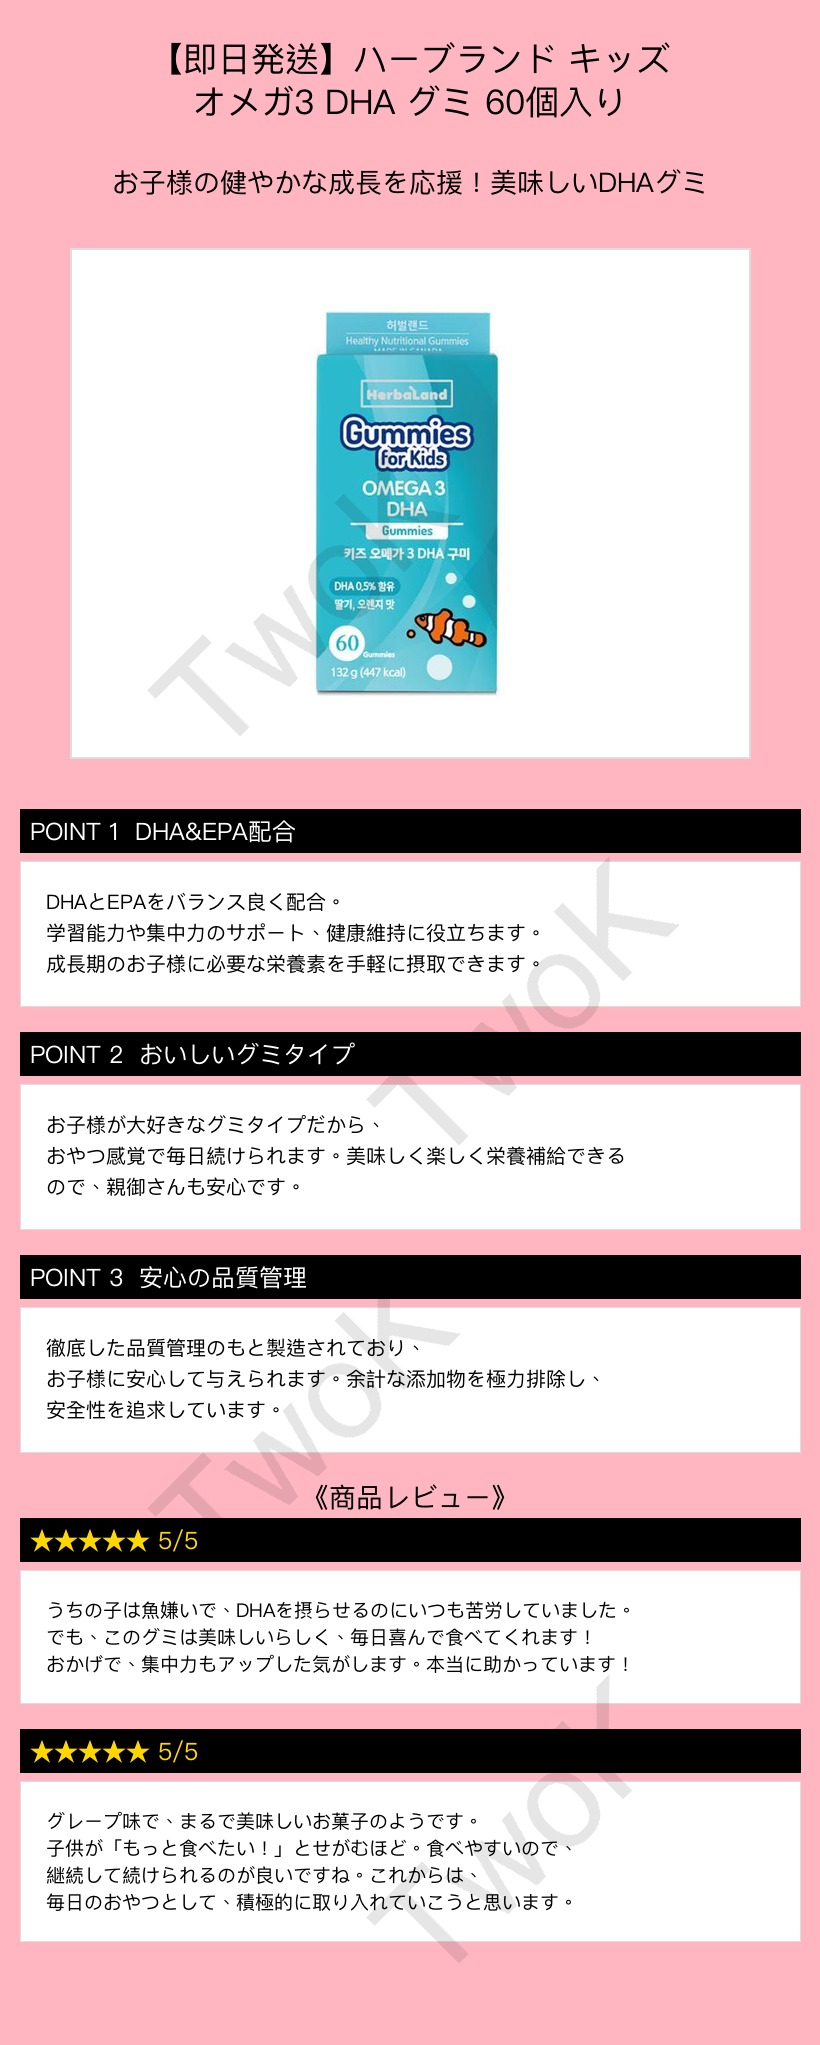 【即日発送】ハーブランド キッズ
オメガ3 DHA グミ 60個入り
お子様の健やかな成長を応援！美味しいDHAグミ
허벌랜드
Healthy Nutritional Gummies
MADE IN CANADA
HerbaLand
Gummies
for Kids
OMEGA 3
DHA
Gummies
키즈 오메가 3 DHA 구미
DHA 0.5% 함유
딸기, 오렌지 맛
60
Gummies
132 g (447 kcal)
TwoK
POINT 1 DHA&EPA配合
DHAとEPAをバランス良く配合。
学習能力や集中力のサポート、健康維持に役立ちます。
成長期のお子様に必要な栄養素を手軽に摂取できます。
TwoK
POINT 2 おいしいグミタイプ
お子様が大好きなグミタイプだから、
おやつ感覚で毎日続けられます。美味しく楽しく栄養補給できる
ので、親御さんも安心です。
POINT 3 安心の品質管理
徹底した品質管理のもと製造されており、
お子様に安心して与えられます。余計な添加物を極力排除し、
安全性を追求しています。
TwoK
《商品レビュー》
★★★★★ 5/5
うちの子は魚嫌いで、DHAを摂らせるのにいつも苦労していました。
でも、このグミは美味しいらしく、毎日喜んで食べてくれます！
おかげで、集中力もアップした気がします。本当に助かっています！
★★★★★ 5/5
グレープ味で、まるで美味しいお菓子のようです。
子供が「もっと食べたい！」とせがむほど。食べやすいので、
継続して続けられるのが良いですね。これからは、
毎日のおやつとして、積極的に取り入れていこうと思います。
TwoK